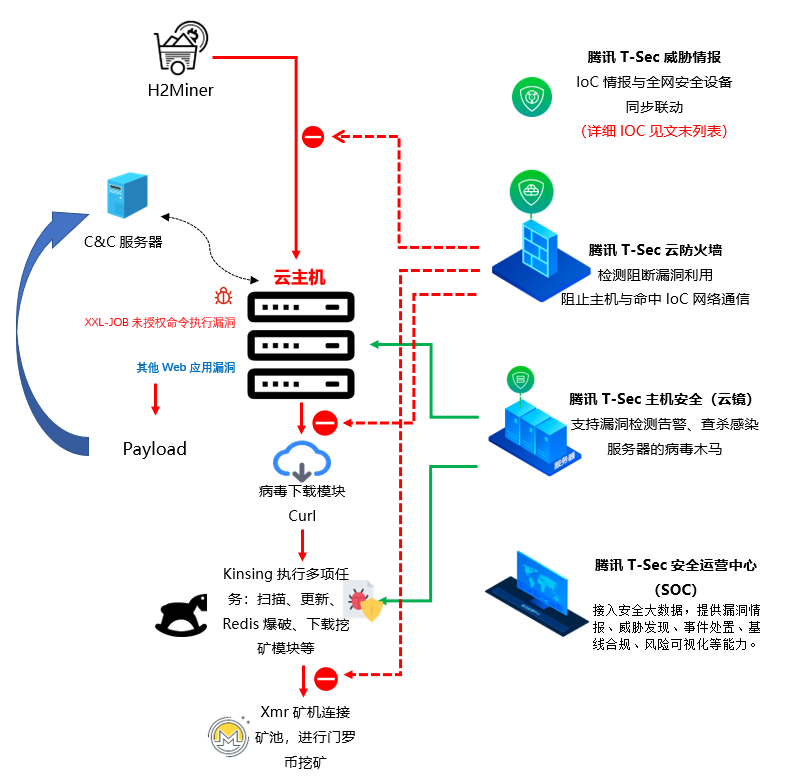 H2Miner
C&C 服务器
云主机
XXL-JOB 未授权命令执行漏洞
其他 Web 应用漏洞
Payload
病毒下载模块
Curl
Kinsing 执行多项任
务：扫描、更新、
Redis 爆破、下载挖
矿模块等
Xmr 矿机连接
矿池，进行门罗
币挖矿
腾讯 T-Sec 威胁情报
IoC 情报与全网安全设备
同步联动
（详细 IOC 见文末列表）
腾讯 T-Sec 云防火墙
检测阻断漏洞利用
阻止主机与命中 IoC 网络通信
腾讯 T-Sec 主机安全（云镜）
支持漏洞检测告警、查杀感染
服务器的病毒木马
服务器
腾讯 T-Sec 安全运营中心
（SOC）
接入安全大数据，提供漏洞情
报、威胁发现、事件处置、基
线合规、风险可视化等能力。